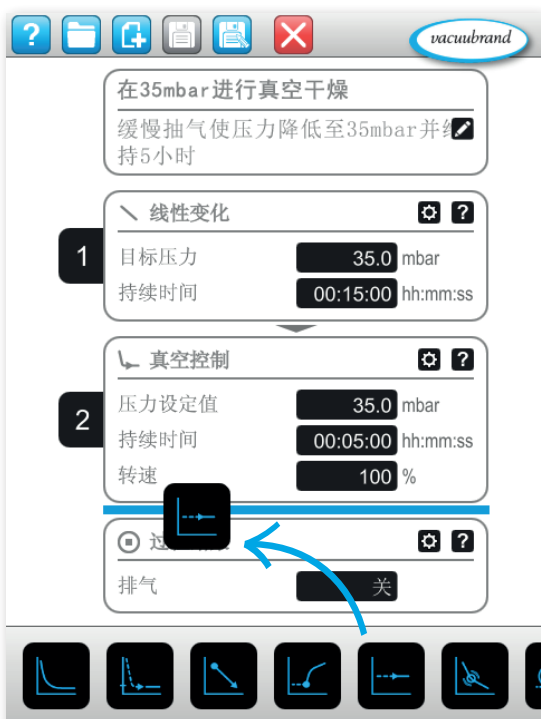 ?
vacuubrand
在35mbar进行真空干燥
缓慢抽气使压力降低至35mbar并维
持5小时
线性变化 ?
1
目标压力 35.0 mbar
持续时间 00:15:00 hh:mm:ss
真空控制 ?
2
压力设定值 35.0 mbar
持续时间 00:05:00 hh:mm:ss
转速 100 %
?
排气 关